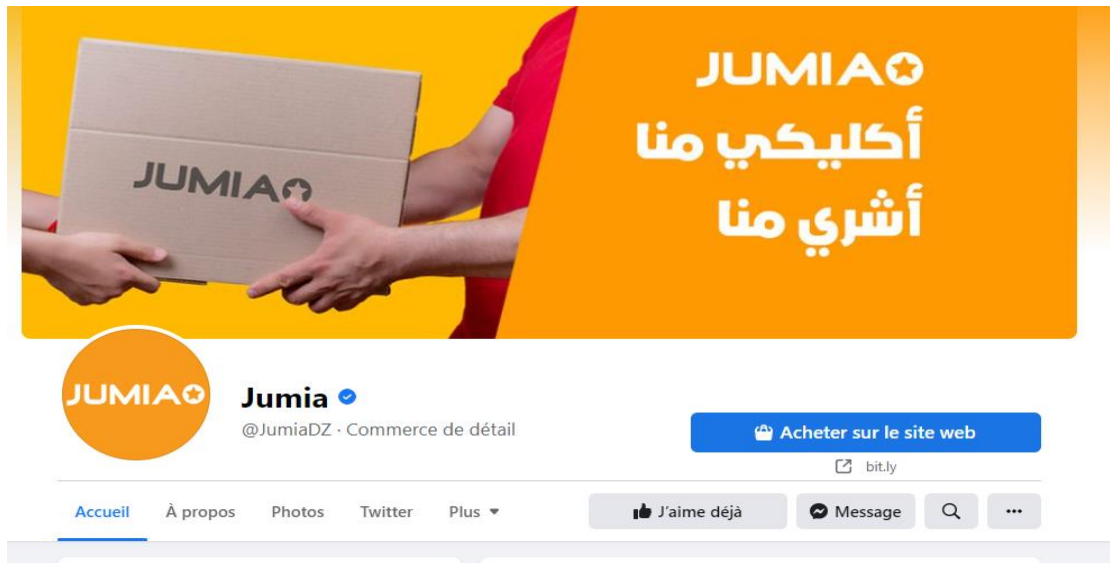 JUMIA
أكليكي منا
أشري منا
JUMIA
JUMIA
Jumia
@JumiaDZ · Commerce de détail
Acheter sur le site web
bit.ly
Accueil À propos Photos Twitter Plus J'aime déjà Message